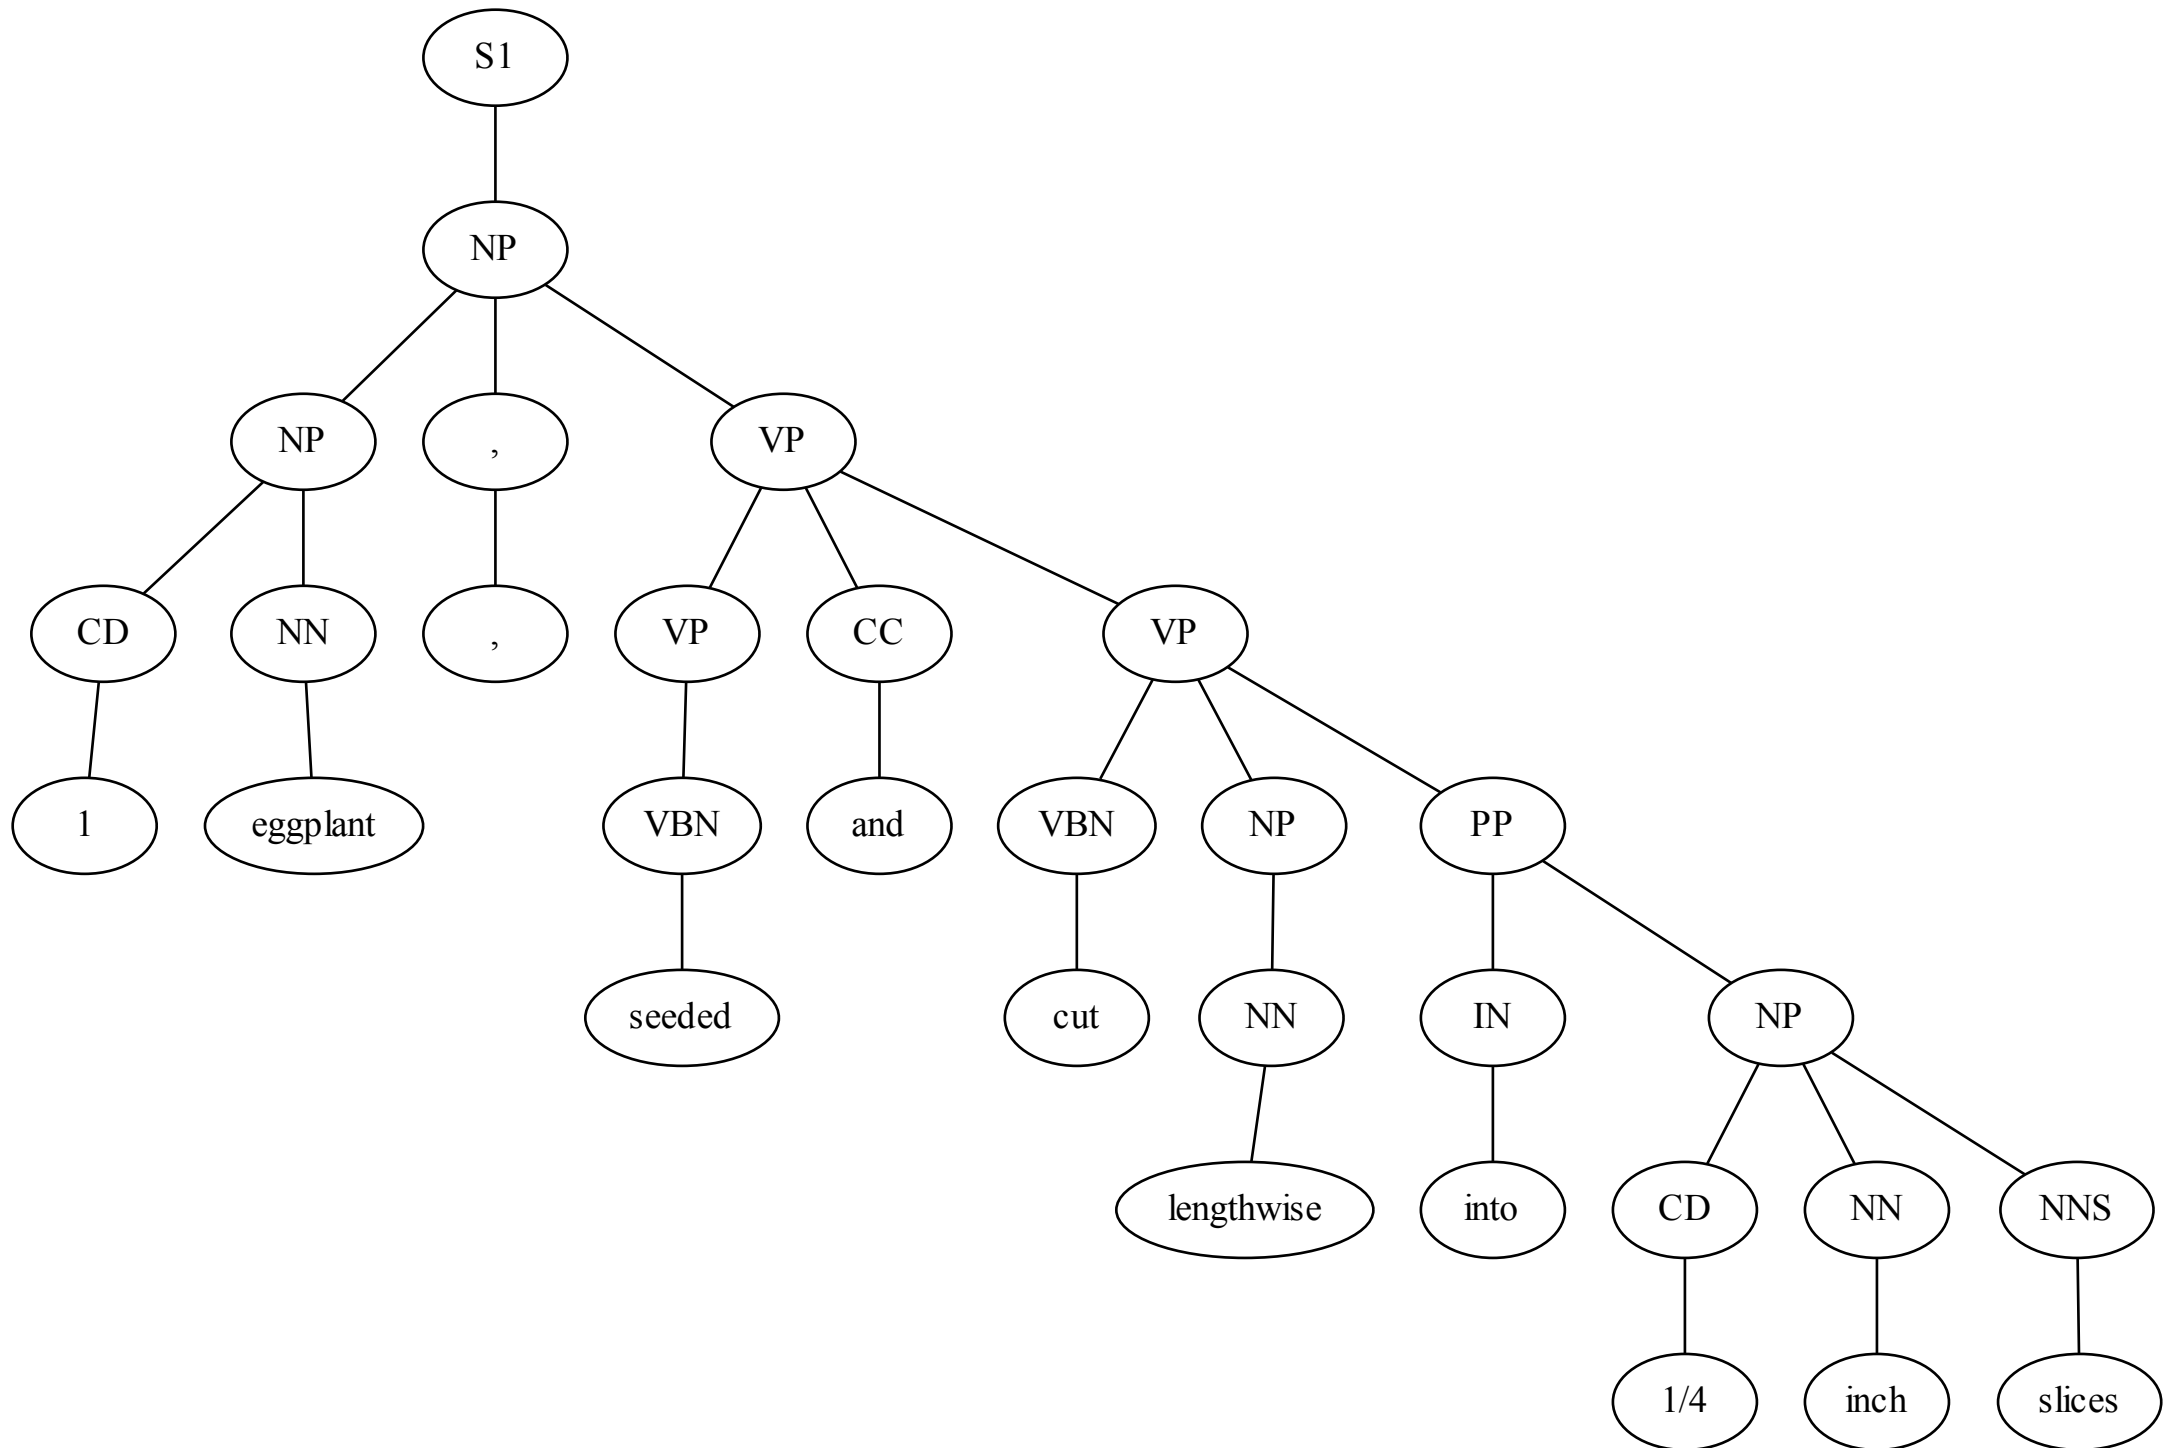 S1
NP
NP , VP
CD NN , VP CC VP
1 eggplant VBN and VBN NP PP
seeded cut NN IN NP
lengthwise into CD NN NNS
1/4 inch slices